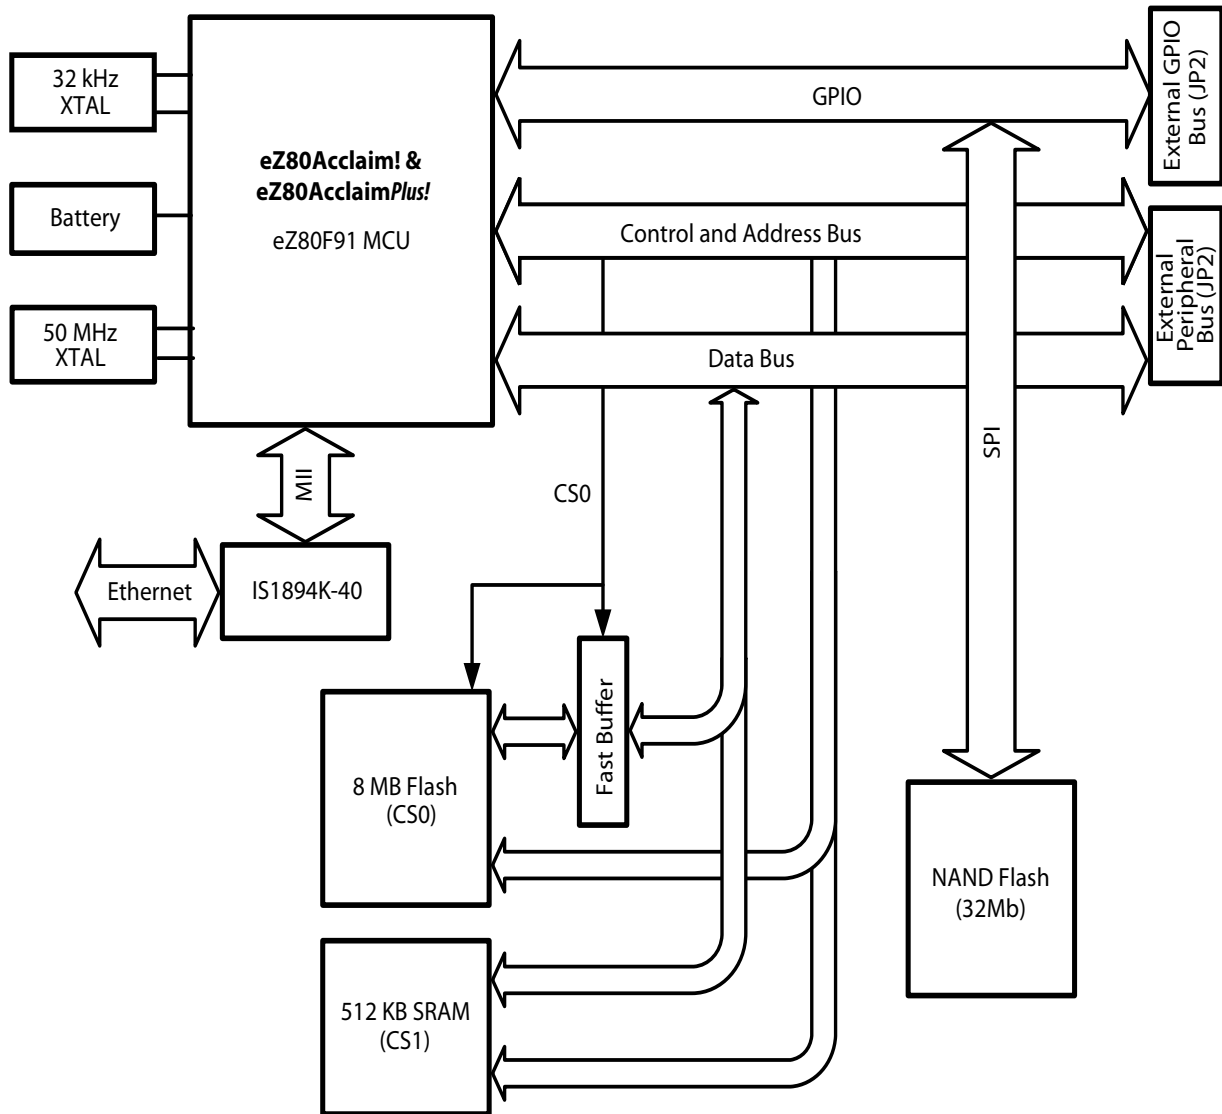 32 kHz
XTAL
Battery
50 MHz
XTAL
eZ80Acclaim! &
eZ80AcclaimPlus!
eZ80F91 MCU
GPIO
External GPIO
Bus (JP2)
Control and Address Bus
External
Peripheral
Bus (JP2)
Data Bus
SPI
MII
CS0
Ethernet
IS1894K-40
Fast Buffer
8 MB Flash
(CS0)
NAND Flash
(32Mb)
512 KB SRAM
(CS1)